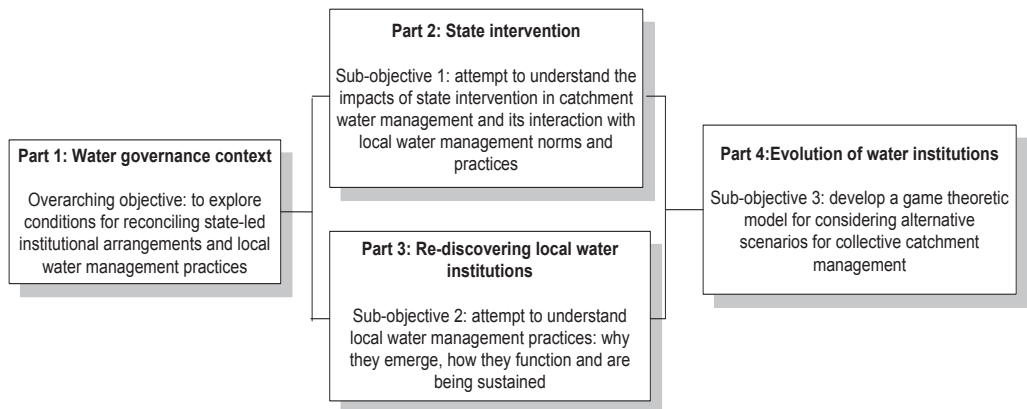 Part 1: Water governance context
Overarching objective: to explore
conditions for reconciling state-led
institutional arrangements and local
water management practices
Part 2: State intervention
Sub-objective 1: attempt to understand the
impacts of state intervention in catchment
water management and its interaction with
local water management norms and
practices
Part 3: Re-discovering local water
institutions
Sub-objective 2: attempt to understand
local water management practices: why
they emerge, how they function and are
being sustained
Part 4:Evolution of water institutions
Sub-objective 3: develop a game theoretic
model for considering alternative
scenarios for collective catchment
management